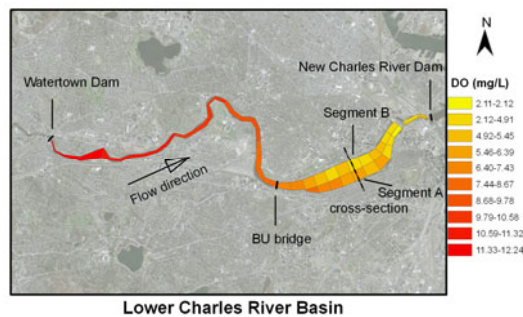 N
New Charles River Dam
Watertown Dam
DO (mg/L)
Segment B
2.11-2.12
2.12-4.91
4.92-5.45
5.46-6.39
6.40-7.43
7.44-8.67
8.68-9.78
9.79-10.58
10.59-11.32
11.33-12.24
Flow direction
Segment A
cross-section
BU bridge
Lower Charles River Basin